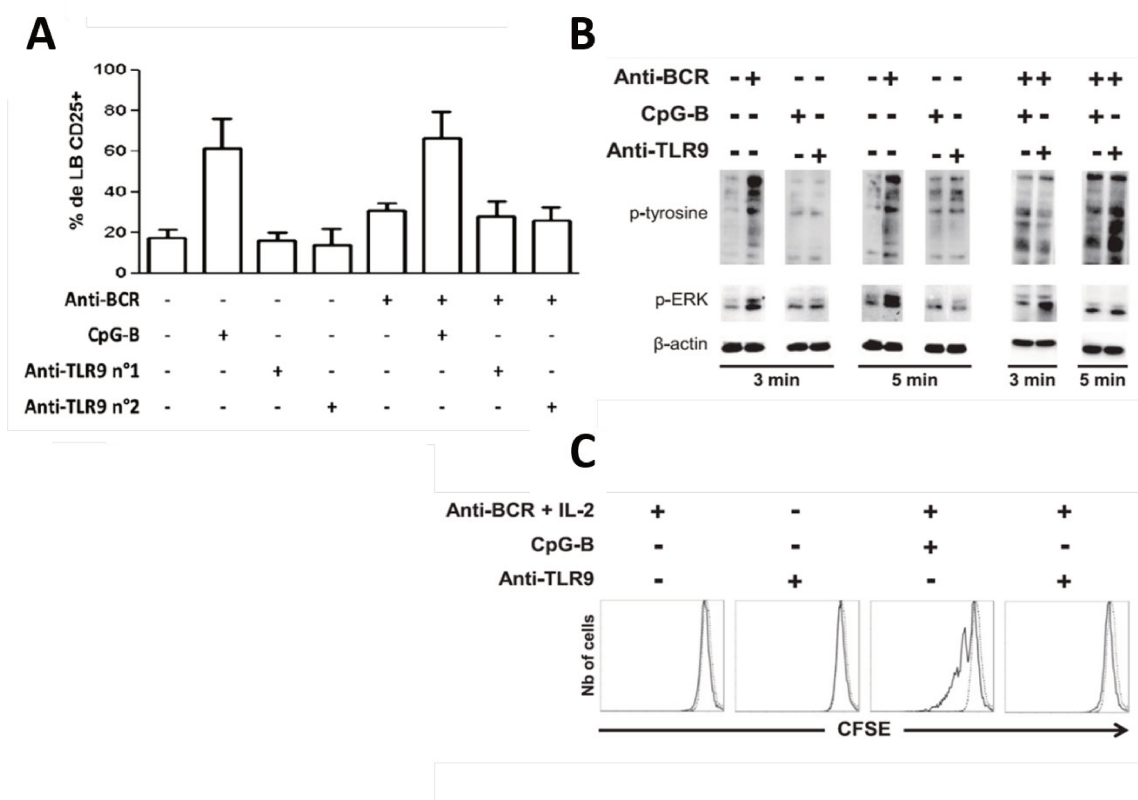 A
100
80
60
40
20
0
% de LB CD25+
Anti-BCR - - - - + + + +
CpG-B - + - - - + - -
Anti-TLR9 n°1 - - + - - - + -
Anti-TLR9 n°2 - - - + - - - +
B
Anti-BCR - + - - - + - - + + + +
CpG-B - - + - - - + - + - + -
Anti-TLR9 - - - + - - - + - + - +
p-tyrosine
p-ERK
β-actin
3 min 5 min 3 min 5 min
C
Anti-BCR + IL-2 + - + +
CpG-B - - + -
Anti-TLR9 - + - +
Nb of cells
CFSE